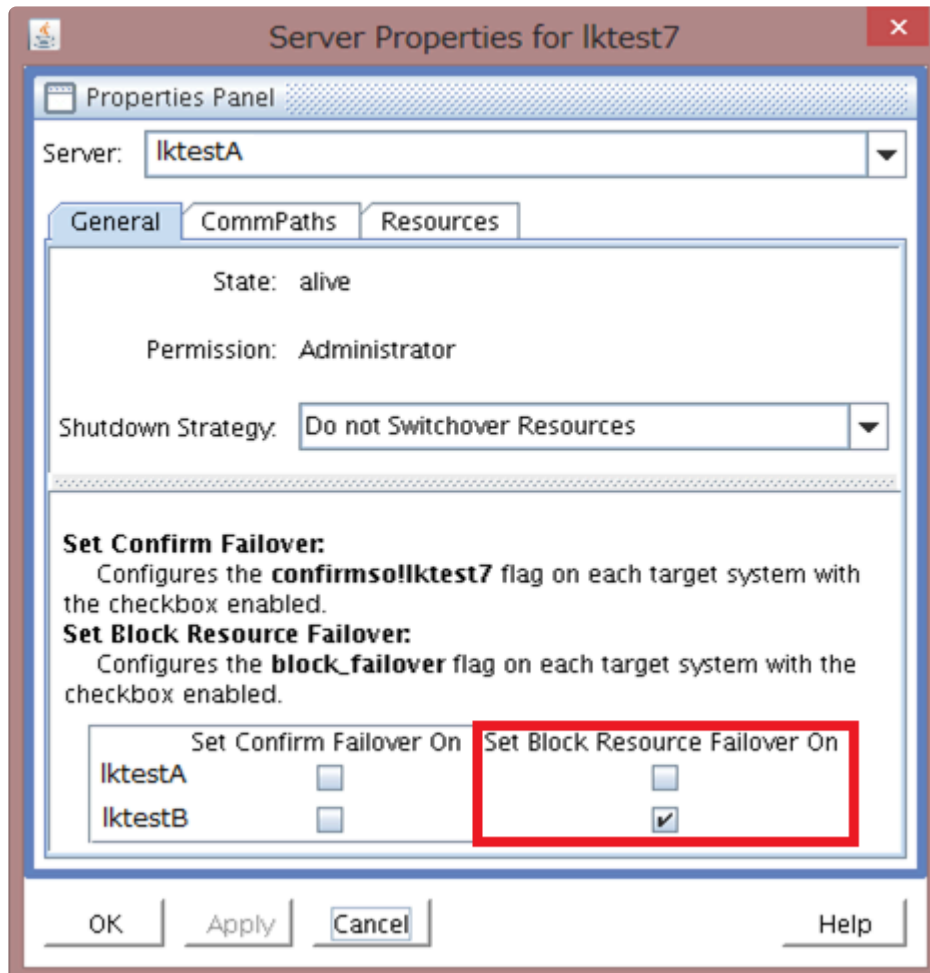 Server Properties for lktest7
Properties Panel
Server: lktestA
General CommPaths Resources
State: alive
Permission: Administrator
Shutdown Strategy: Do not Switchover Resources
Set Confirm Failover:
Configures the confirmso!lktest7 flag on each target system with
the checkbox enabled.
Set Block Resource Failover:
Configures the block_failover flag on each target system with the
checkbox enabled.
Set Confirm Failover On Set Block Resource Failover On
lktestA
lktestB
OK Apply Cancel Help